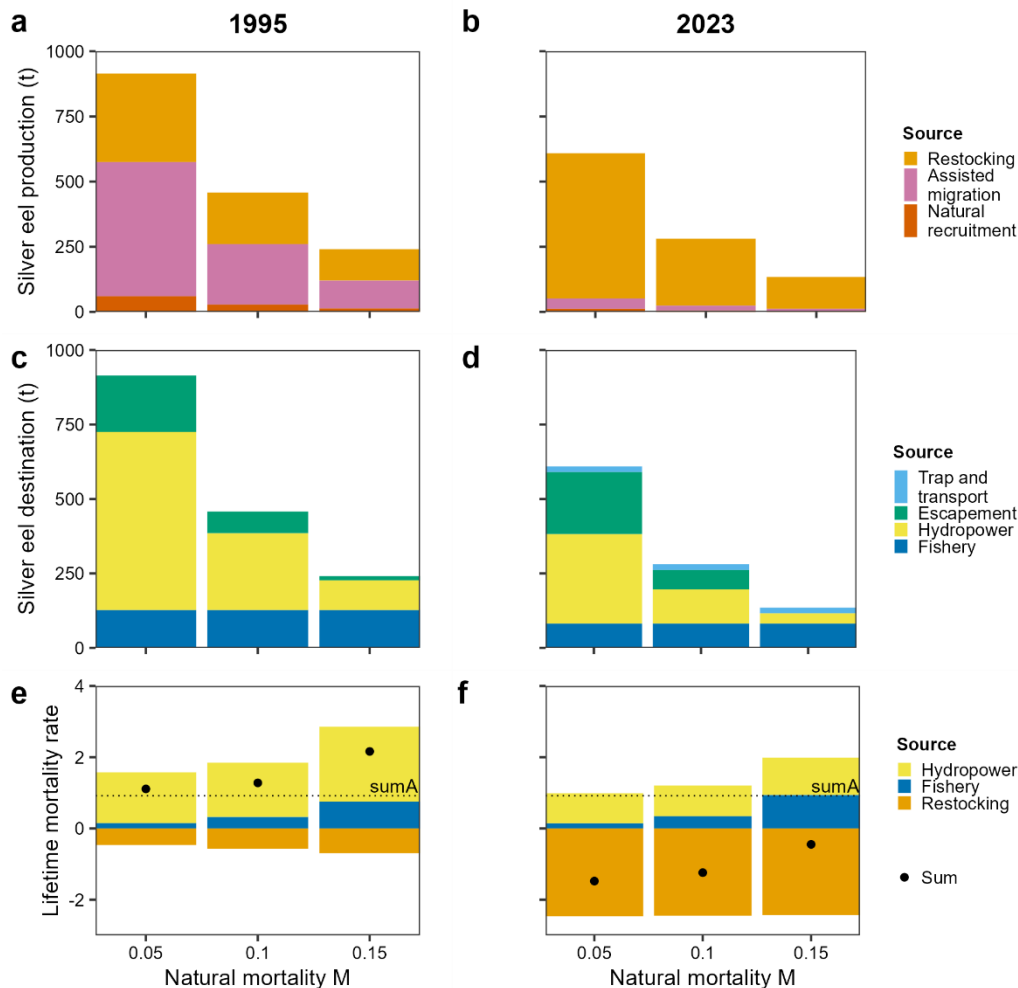 a
1995
b
2023
1000
750
500
250
0
Silver eel production (t)
Source
Restocking
Assisted
migration
Natural
recruitment
c
d
1000
750
500
250
0
Silver eel destination (t)
Source
Trap and
transport
Escapement
Hydropower
Fishery
e
f
4
2
0
-2
Lifetime mortality rate
sumA
sumA
Source
Hydropower
Fishery
Restocking
Sum
0.05
0.1
0.15
0.05
0.1
0.15
Natural mortality M
Natural mortality M